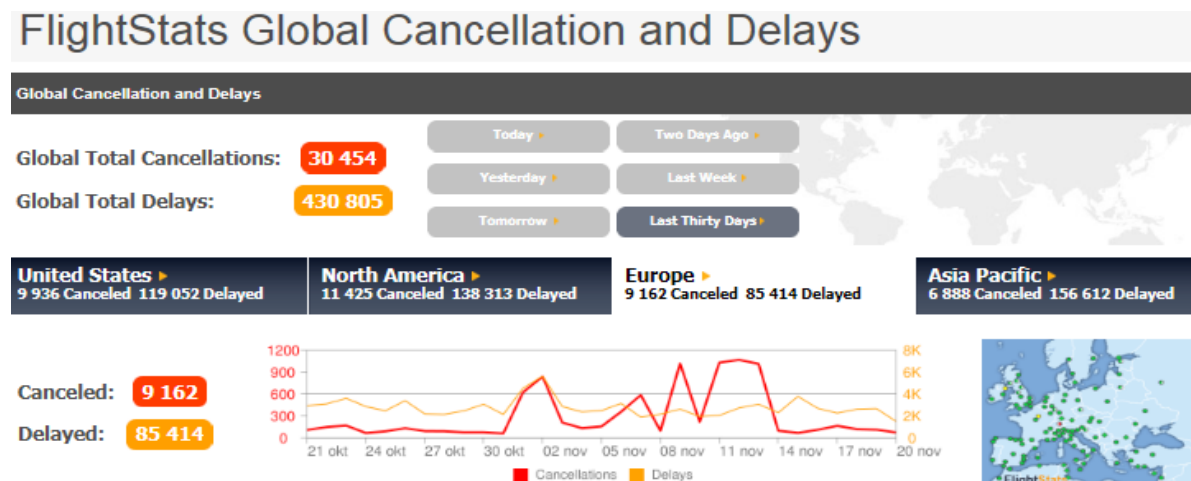 FlightStats Global Cancellation and Delays
Global Cancellation and Delays
Global Total Cancellations: 30 454
Global Total Delays: 430 805
Today Two Days Ago
Yesterday Last Week
Tomorrow Last Thirty Days
United States
9 936 Canceled 119 052 Delayed
North America
11 425 Canceled 138 313 Delayed
Europe
9 162 Canceled 85 414 Delayed
Asia Pacific
6 888 Canceled 156 612 Delayed
Canceled: 9 162
Delayed: 85 414
1200 8K
900 6K
600 4K
300 2K
0 0
21 okt 24 okt 27 okt 30 okt 02 nov 05 nov 08 nov 11 nov 14 nov 17 nov 20 nov
Cancellations Delays
FlightStats